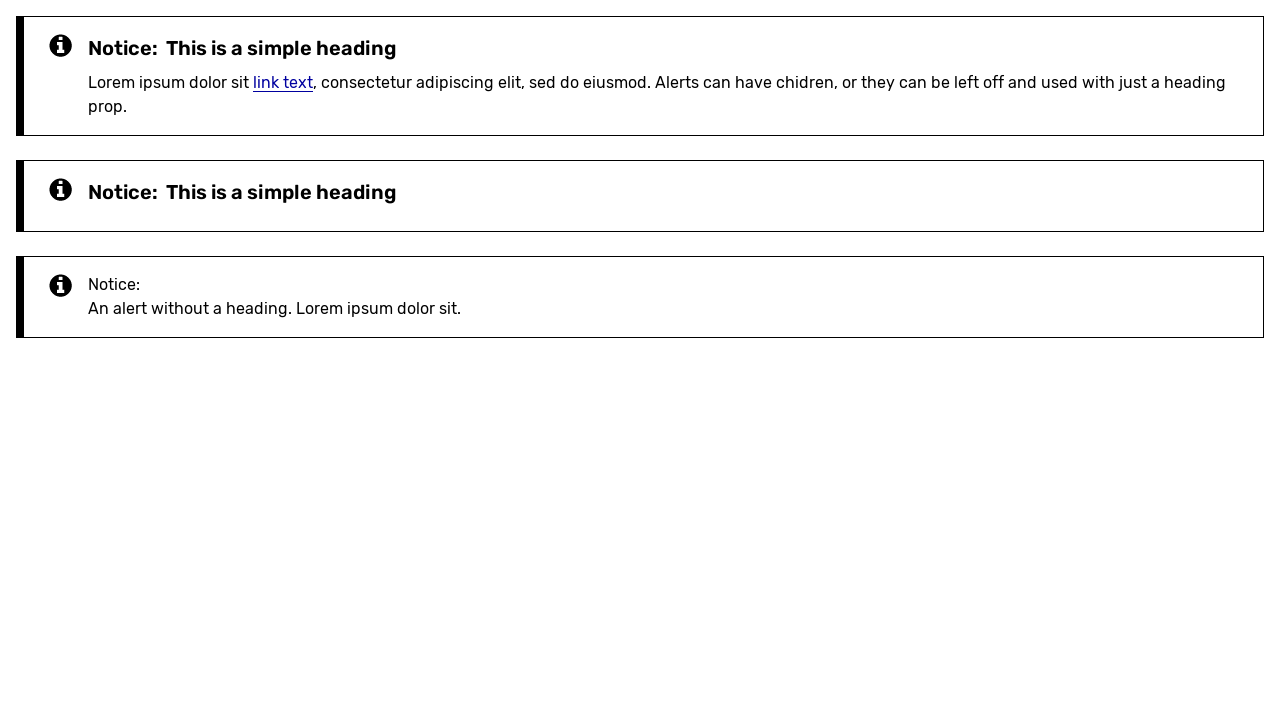 Notice: This is a simple heading
Lorem ipsum dolor sit link text, consectetur adipiscing elit, sed do eiusmod. Alerts can have chidren, or they can be left off and used with just a heading
prop.
Notice: This is a simple heading
Notice:
An alert without a heading. Lorem ipsum dolor sit.